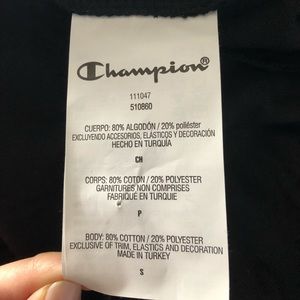 Champion®
111047
510860
CUERPO: 80% ALGODÓN / 20% poliéster
EXCLUYENDO ACCESORIOS, ELÁSTICOS Y DECORACIÓN
HECHO EN TURQUÍA
CH
CORPS: 80% COTON / 20% POLYESTER
GARNITURES NON COMPRISES
FABRIQUÉ EN TURQUIE
P
BODY: 80% COTTON / 20% POLYESTER
EXCLUSIVE OF TRIM, ELASTICS AND DECORATION
MADE IN TURKEY
S